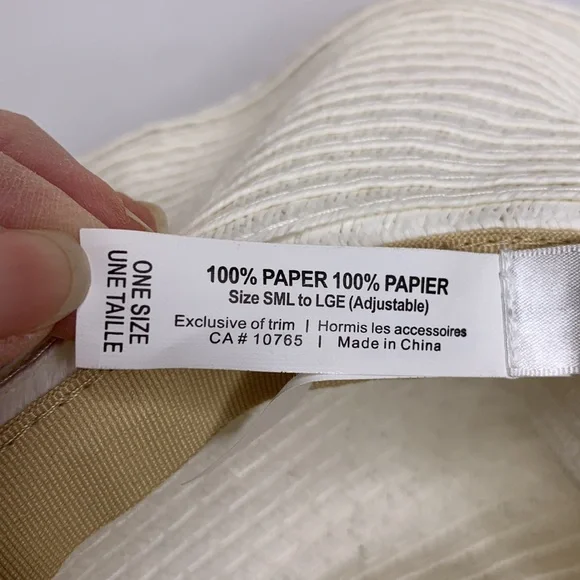 ONE SIZE
UNE TAILLE
100% PAPER 100% PAPIER
Size SML to LGE (Adjustable)
Exclusive of trim | Hormis les accessoires
CA # 10765 | Made in China